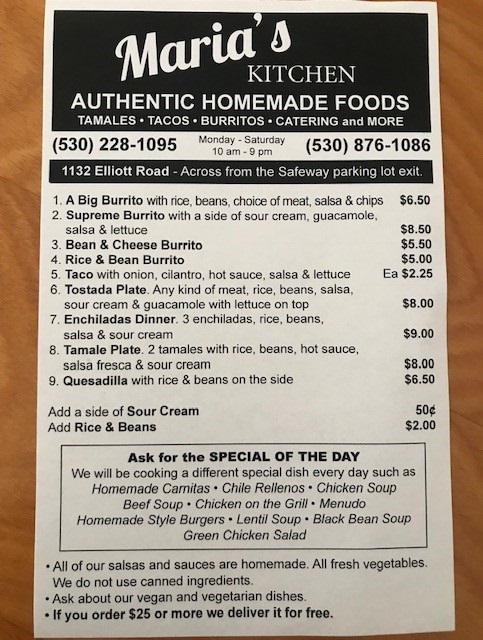 Maria's
KITCHEN
AUTHENTIC HOMEMADE FOODS
TAMALES • TACOS • BURRITOS • CATERING and MORE
(530) 228-1095 Monday - Saturday 10 am - 9 pm (530) 876-1086
1132 Elliott Road - Across from the Safeway parking lot exit.
1. A Big Burrito with rice, beans, choice of meat, salsa & chips $6.50
2. Supreme Burrito with a side of sour cream, guacamole,
salsa & lettuce $8.50
3. Bean & Cheese Burrito $5.50
4. Rice & Bean Burrito $5.00
5. Taco with onion, cilantro, hot sauce, salsa & lettuce Ea $2.25
6. Tostada Plate. Any kind of meat, rice, beans, salsa,
sour cream & guacamole with lettuce on top $8.00
7. Enchiladas Dinner. 3 enchiladas, rice, beans,
salsa & sour cream $9.00
8. Tamale Plate. 2 tamales with rice, beans, hot sauce,
salsa fresca & sour cream $8.00
9. Quesadilla with rice & beans on the side $6.50
Add a side of Sour Cream 50¢
Add Rice & Beans $2.00
Ask for the SPECIAL OF THE DAY
We will be cooking a different special dish every day such as
Homemade Carnitas • Chile Rellenos • Chicken Soup
Beef Soup • Chicken on the Grill • Menudo
Homemade Style Burgers • Lentil Soup • Black Bean Soup
Green Chicken Salad
• All of our salsas and sauces are homemade. All fresh vegetables.
We do not use canned ingredients.
• Ask about our vegan and vegetarian dishes.
• If you order $25 or more we deliver it for free.